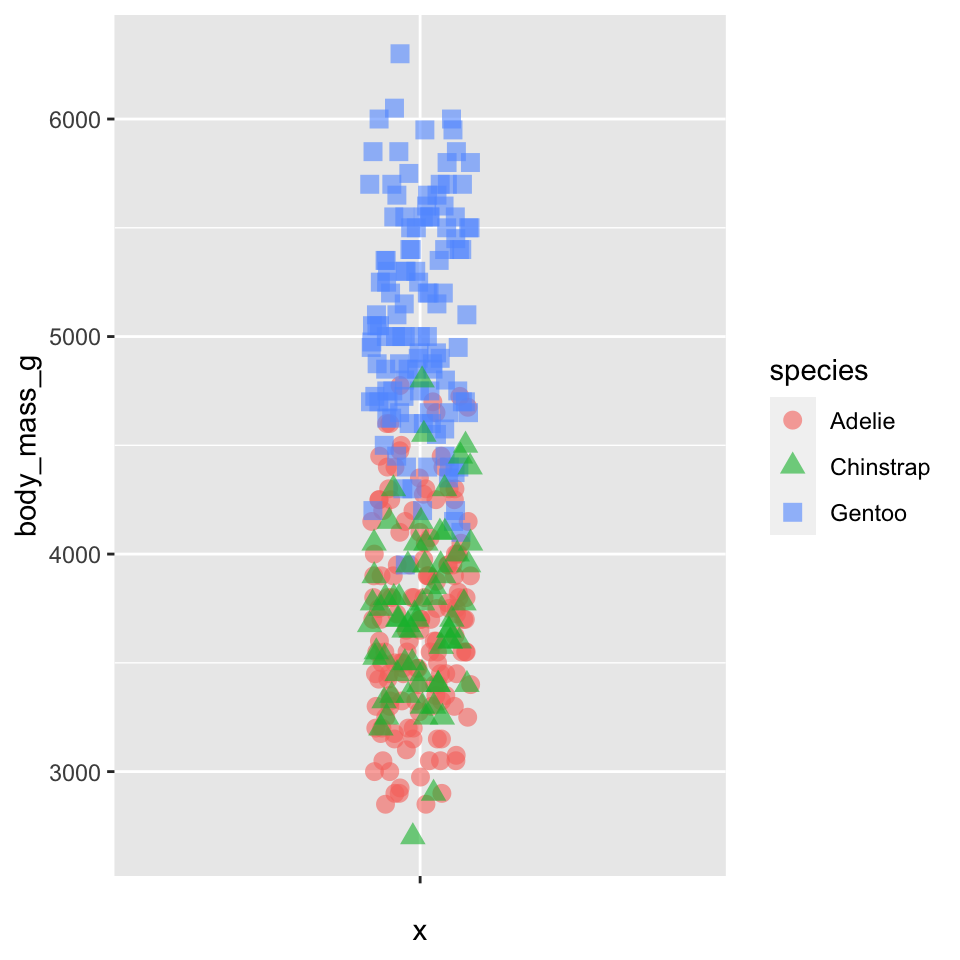 6000
5000
4000
3000
body_mass_g
x
species
Adelie
Chinstrap
Gentoo